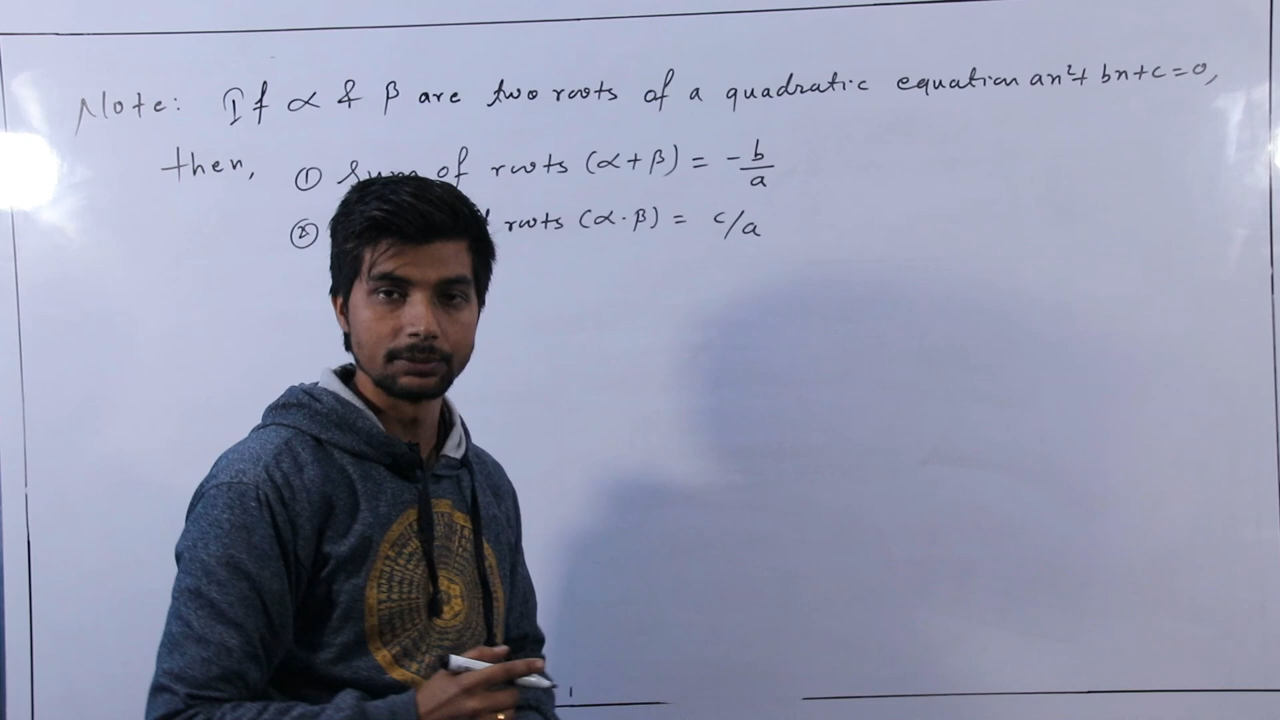 Note: If α & β are two roots of a quadratic equation ax²+ bx+c=0,
then, ① Sum of roots (α+β) = -b/a
② roots (α·β) = c/a